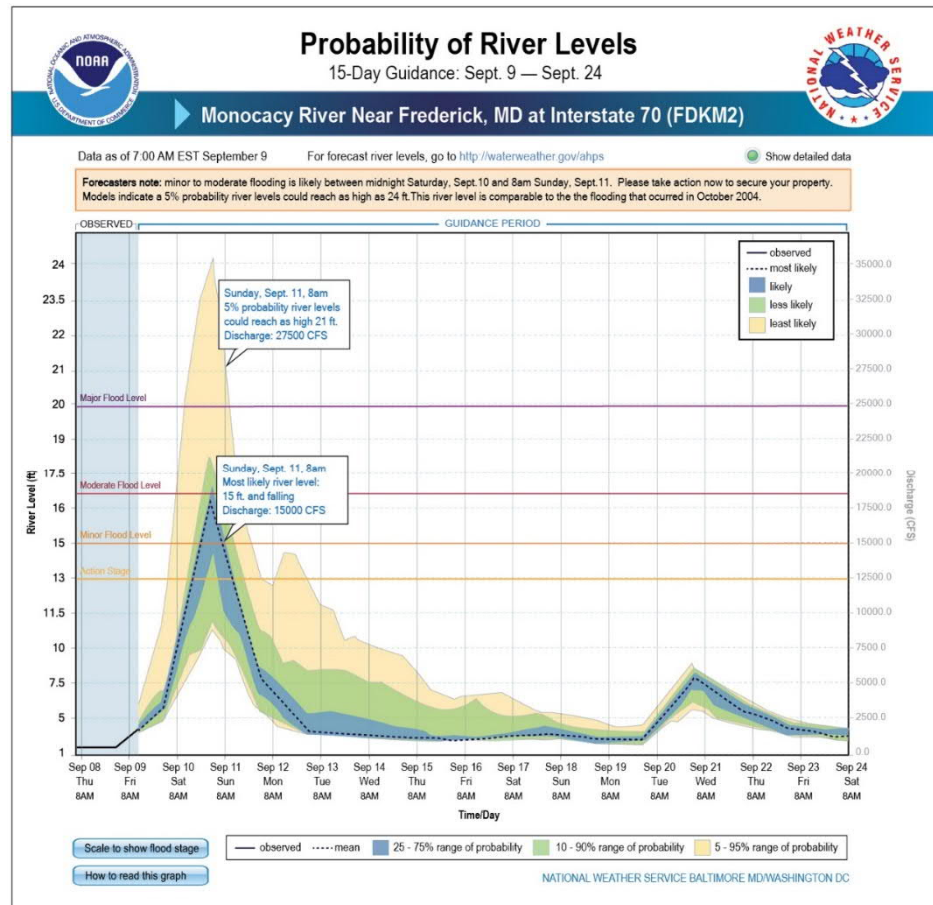 NATIONAL OCEANIC AND ATMOSPHERIC ADMINISTRATION
NOAA
U.S. DEPARTMENT OF COMMERCE
Probability of River Levels
15-Day Guidance: Sept. 9 — Sept. 24
NATIONAL WEATHER SERVICE
Monocacy River Near Frederick, MD at Interstate 70 (FDKM2)
Data as of 7:00 AM EST September 9
For forecast river levels, go to http://waterweather.gov/ahps
Show detailed data
Forecasters note: minor to moderate flooding is likely between midnight Saturday, Sept.10 and 8am Sunday, Sept.11. Please take action now to secure your property.
Models indicate a 5% probability river levels could reach as high as 24 ft.This river level is comparable to the the flooding that ocurred in October 2004.
OBSERVED
GUIDANCE PERIOD
observed
most likely
likely
less likely
least likely
Sunday, Sept. 11, 8am
5% probability river levels
could reach as high 21 ft.
Discharge: 27500 CFS
Sunday, Sept. 11, 8am
Most likely river level:
15 ft. and falling
Discharge: 15000 CFS
Major Flood Level
Moderate Flood Level
Minor Flood Level
Action Stage
River Level (ft)
24
23.5
22
21
20
19
17.5
16
15
13
11.5
10
7.5
5
1
Discharge (CFS)
35000.0
32500.0
30000.0
27500.0
25000.0
22500.0
20000.0
17500.0
15000.0
12500.0
10000.0
7500.0
5000.0
2500.0
0.0
Sep 08 Sep 09 Sep 10 Sep 11 Sep 12 Sep 13 Sep 14 Sep 15 Sep 16 Sep 17 Sep 18 Sep 19 Sep 20 Sep 21 Sep 22 Sep 23 Sep 24
Thu Fri Sat Sun Mon Tue Wed Thu Fri Sat Sun Mon Tue Wed Thu Fri Sat
8AM 8AM 8AM 8AM 8AM 8AM 8AM 8AM 8AM 8AM 8AM 8AM 8AM 8AM 8AM 8AM 8AM
Time/Day
Scale to show flood stage
How to read this graph
observed
mean
25 - 75% range of probability
10 - 90% range of probability
5 - 95% range of probability
NATIONAL WEATHER SERVICE BALTIMORE MD/WASHINGTON DC